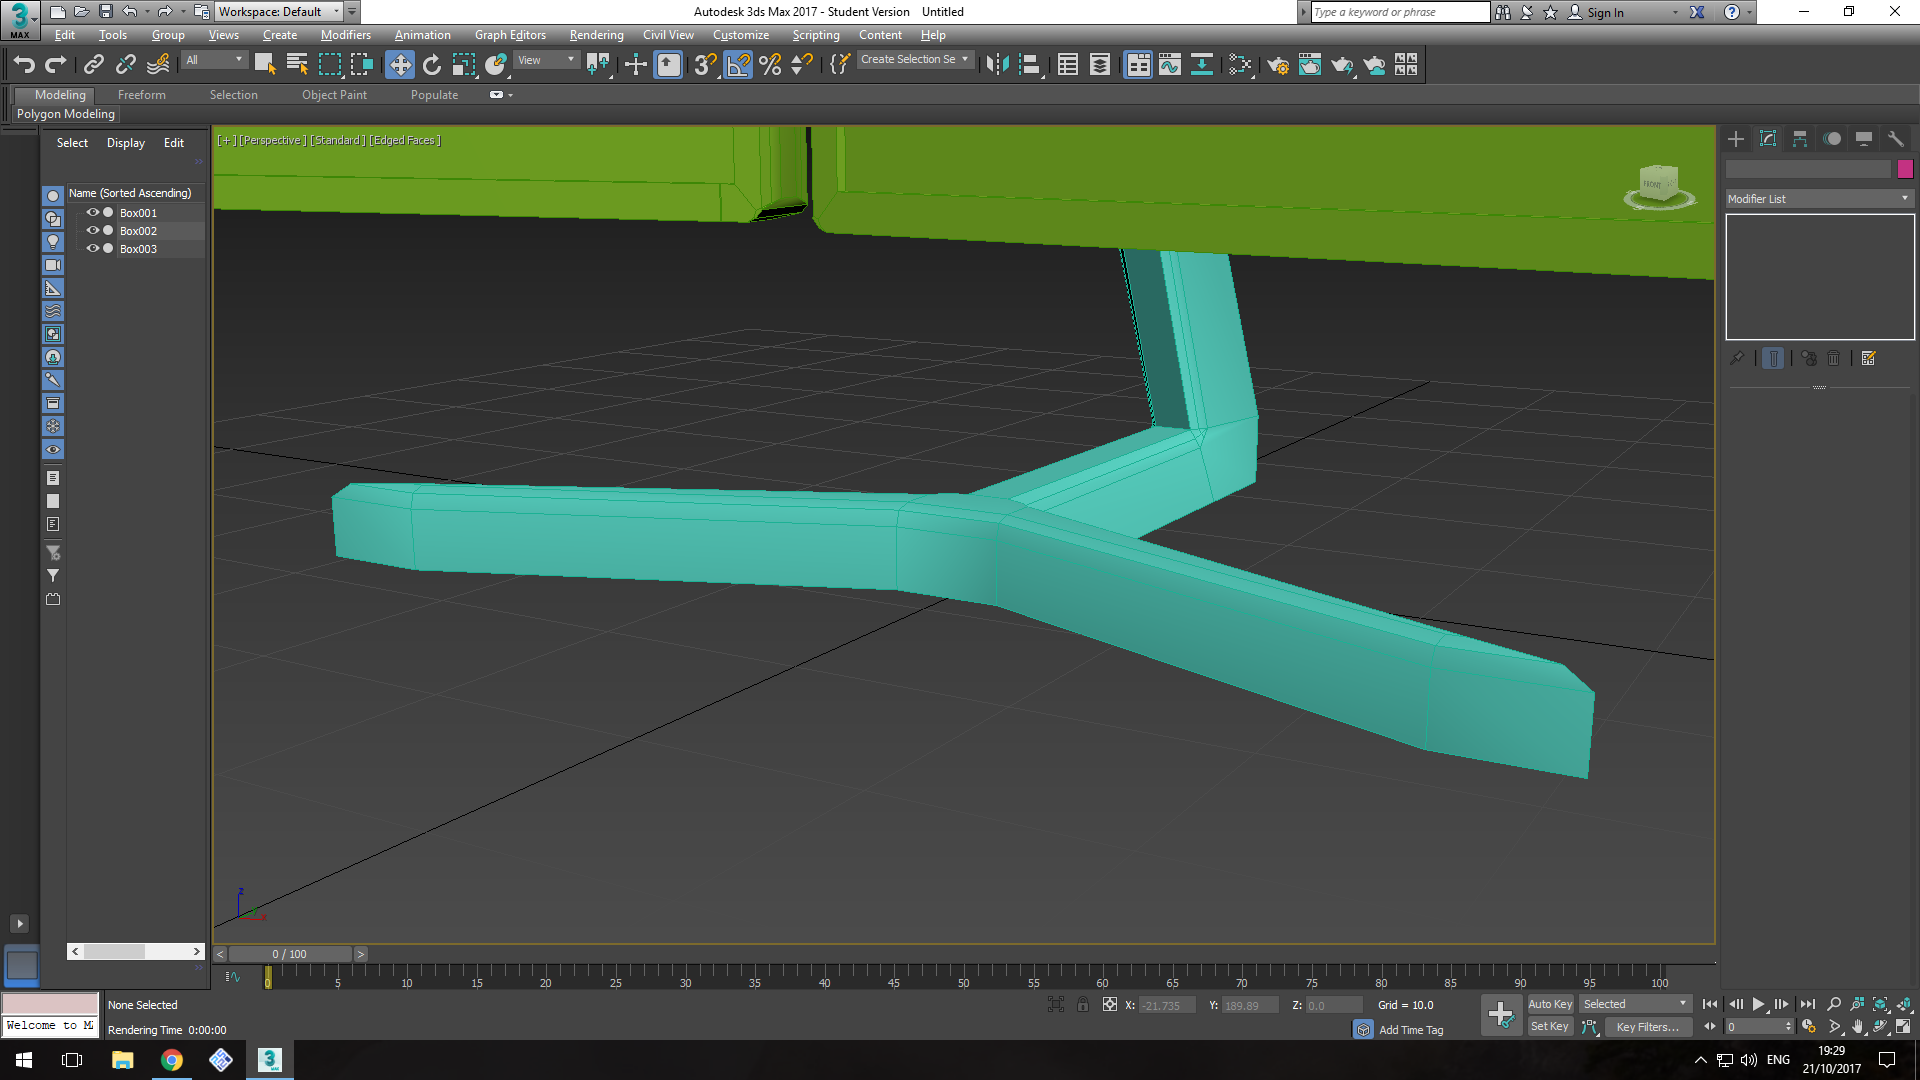 Workspace: Default
Autodesk 3ds Max 2017 - Student Version    Untitled
Type a keyword or phrase
Sign In
MAX
Edit Tools Group Views Create Modifiers Animation Graph Editors Rendering Civil View Customize Scripting Content Help
All
View
3
Create Selection Se
Modeling Freeform Selection Object Paint Populate
Polygon Modeling
Select Display Edit
[+] [Perspective] [Standard] [Edged Faces]
FRONT
Name (Sorted Ascending)
Box001
Box002
Box003
Modifier List
z
x
0 / 100
0 5 10 15 20 25 30 35 40 45 50 55 60 65 70 75 80 85 90 95 100
None Selected
X: -21.735 Y: 189.89 Z: 0.0 Grid = 10.0
Auto Key Selected
Welcome to M
Rendering Time 0:00:00
Add Time Tag
Set Key Key Filters...
0
3
MAX
ENG
19:29
21/10/2017